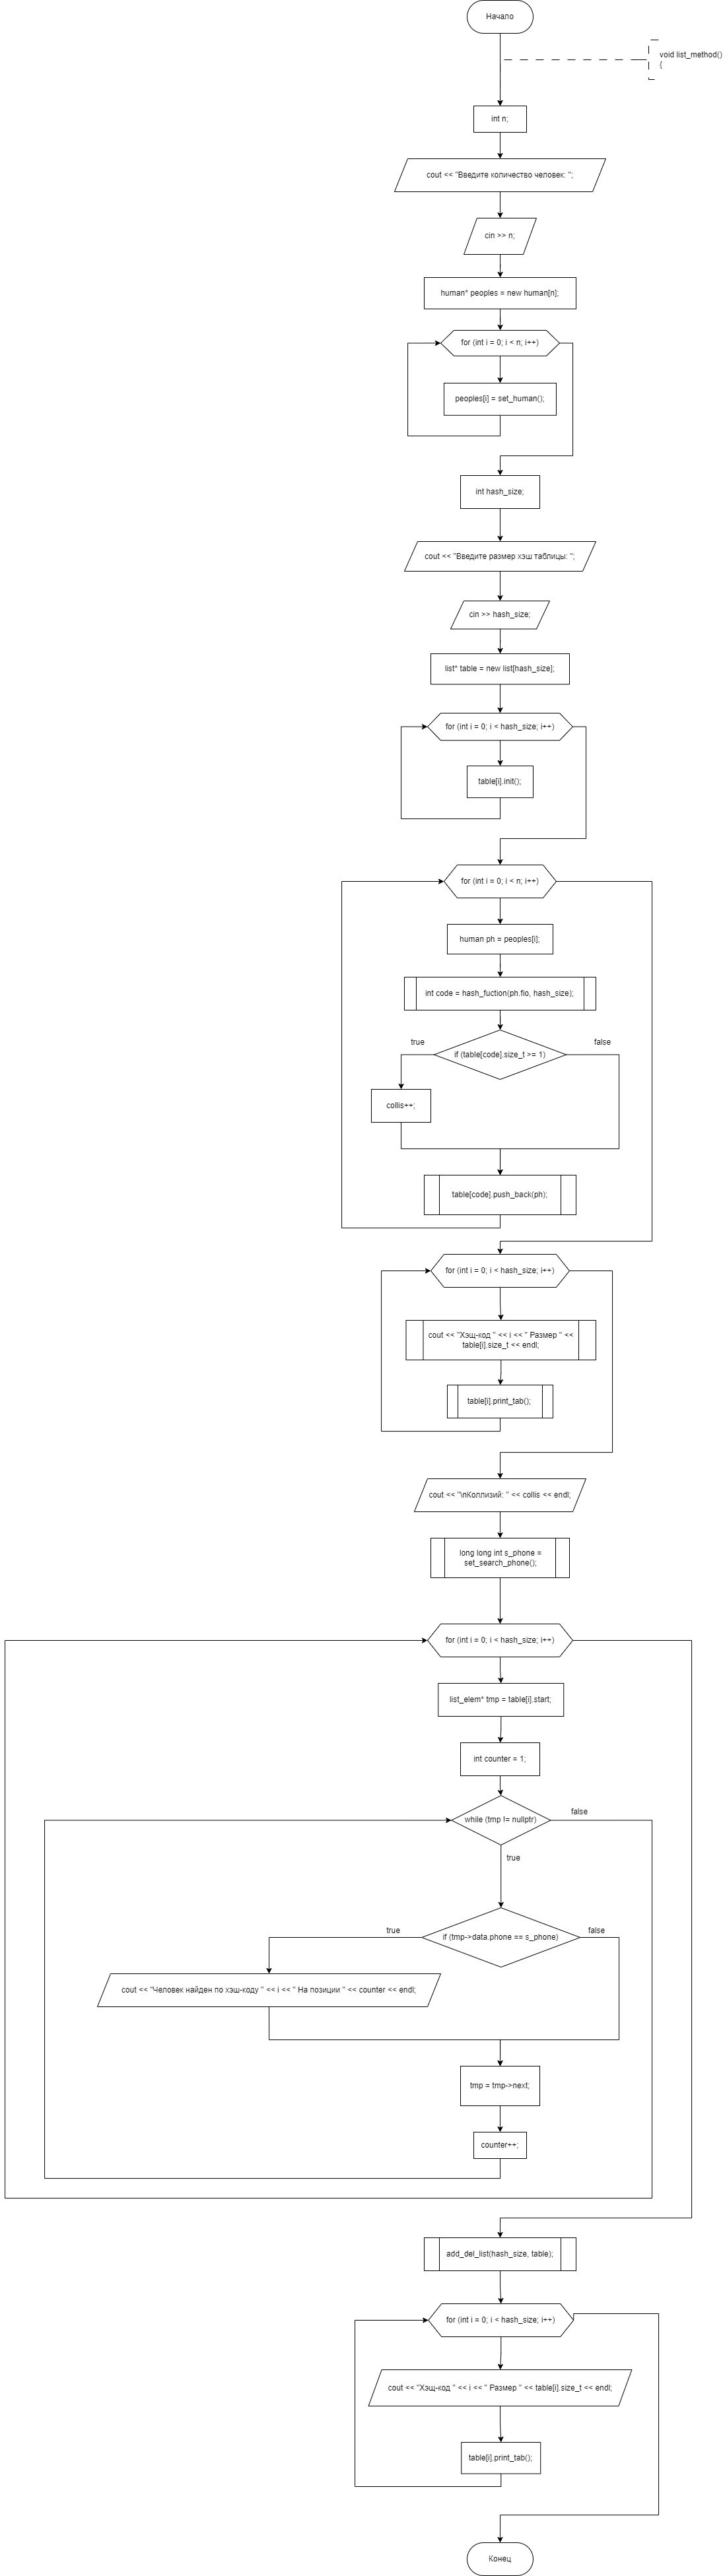 Начало
void list_method()
{
int n;
cout << "Введите количество человек: ";
cin >> n;
human* peoples = new human[n];
for (int i = 0; i < n; i++)
peoples[i] = set_human();
int hash_size;
cout << "Введите размер хэш таблицы: ";
cin >> hash_size;
list* table = new list[hash_size];
for (int i = 0; i < hash_size; i++)
table[i].init();
for (int i = 0; i < n; i++)
human ph = peoples[i];
int code = hash_fuction(ph.fio, hash_size);
true
false
if (table[code].size_t >= 1)
collis++;
table[code].push_back(ph);
for (int i = 0; i < hash_size; i++)
cout << "Хэщ-код " << i << " Размер " <<
table[i].size_t << endl;
table[i].print_tab();
cout << "\nКоллизий: " << collis << endl;
long long int s_phone =
set_search_phone();
for (int i = 0; i < hash_size; i++)
list_elem* tmp = table[i].start;
int counter = 1;
false
while (tmp != nullptr)
true
true
false
if (tmp->data.phone == s_phone)
cout << "Человек найден по хэш-коду " << i << " На позиции " << counter << endl;
tmp = tmp->next;
counter++;
add_del_list(hash_size, table);
for (int i = 0; i < hash_size; i++)
cout << "Хэщ-код " << i << " Размер " << table[i].size_t << endl;
table[i].print_tab();
Конец